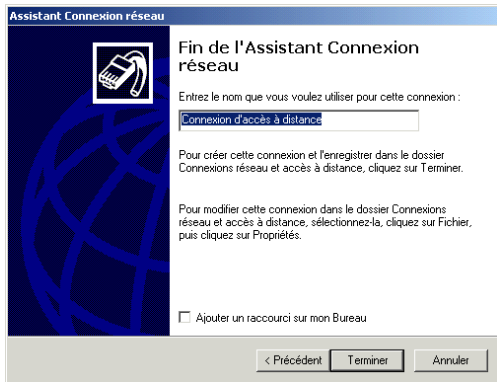 Assistant Connexion réseau
Fin de l'Assistant Connexion
réseau
Entrez le nom que vous voulez utiliser pour cette connexion :
Connexion d'accès à distance
Pour créer cette connexion et l'enregistrer dans le dossier
Connexions réseau et accès à distance, cliquez sur Terminer.
Pour modifier cette connexion dans le dossier Connexions
réseau et accès à distance, sélectionnez-la, cliquez sur Fichier,
puis cliquez sur Propriétés.
Ajouter un raccourci sur mon Bureau
< Précédent Terminer Annuler